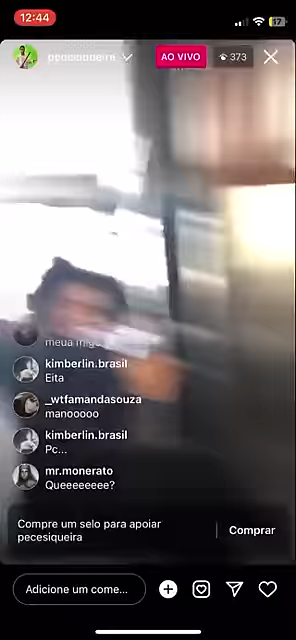 12:44
17
AO VIVO
373
meua
kimberlin.brasil
Eita
_wtfamandasouza
manooooo
kimberlin.brasil
Pc...
mr.monerato
Queeeeeeee?
Compre um selo para apoiar
pecesiqueira
Comprar
Adicione um come...